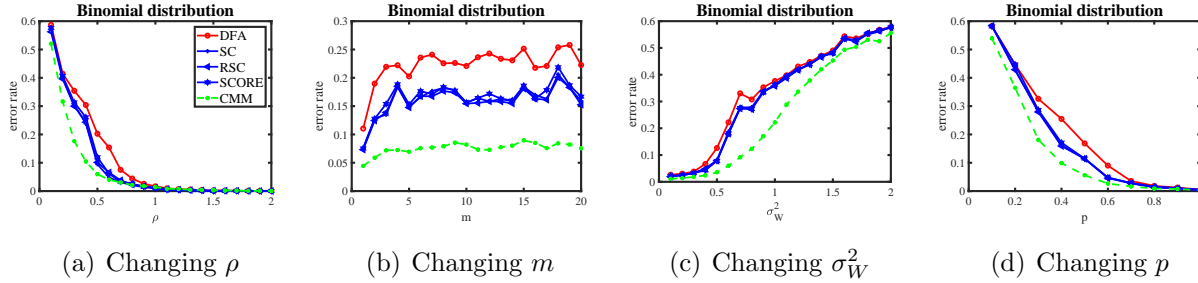 Binomial distribution
error rate
0.6
0.5
0.4
0.3
0.2
0.1
0
0 0.5 1 1.5 2
ρ
DFA
SC
RSC
SCORE
CMM
(a) Changing ρ
Binomial distribution
error rate
0.3
0.25
0.2
0.15
0.1
0.05
0
0 5 10 15 20
m
(b) Changing m
Binomial distribution
error rate
0.6
0.5
0.4
0.3
0.2
0.1
0
0 0.5 1 1.5 2
σ²_W
(c) Changing σ²_W
Binomial distribution
error rate
0.6
0.5
0.4
0.3
0.2
0.1
0
0 0.2 0.4 0.6 0.8
p
(d) Changing p